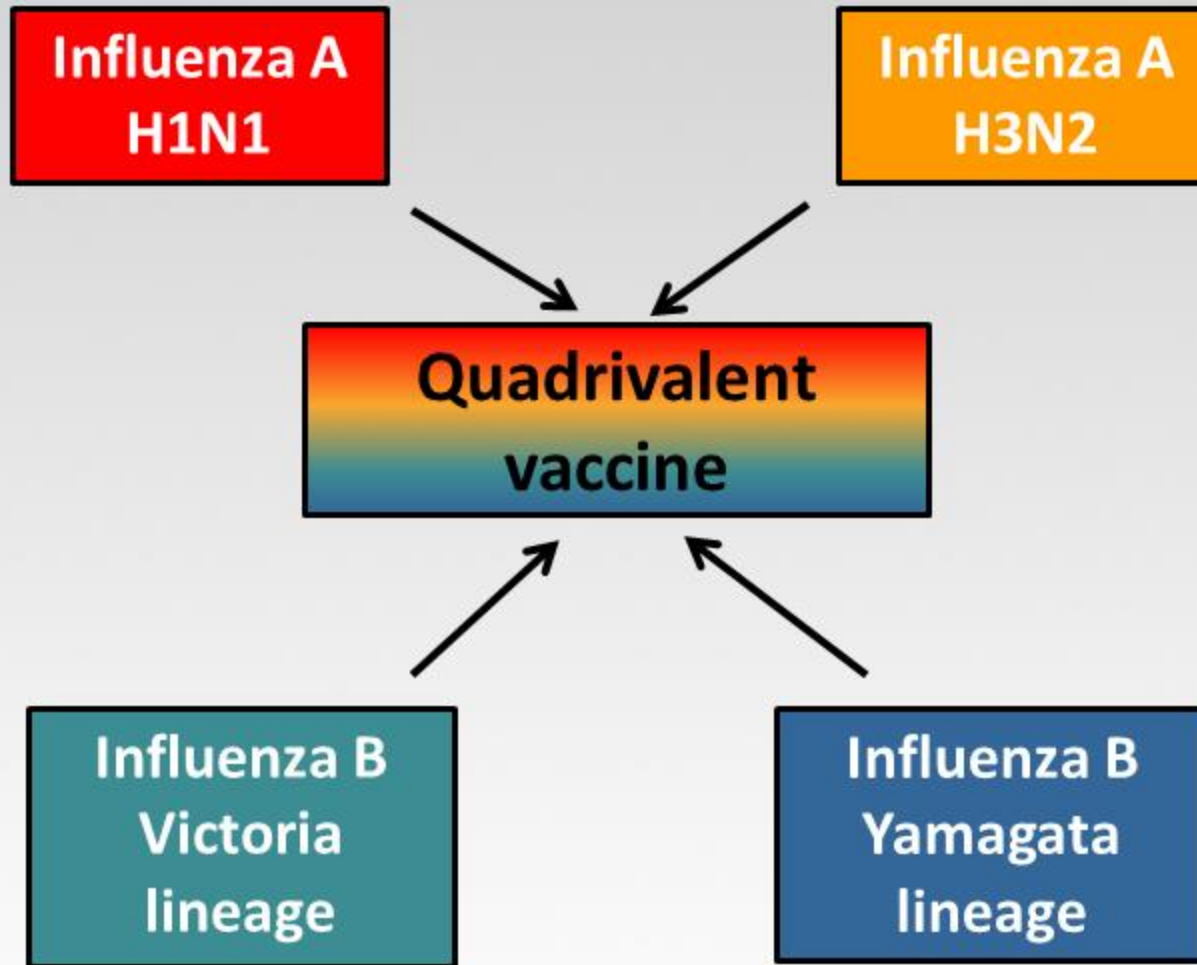 Influenza A
H1N1
Influenza A
H3N2
Quadrivalent
vaccine
Influenza B
Victoria
lineage
Influenza B
Yamagata
lineage